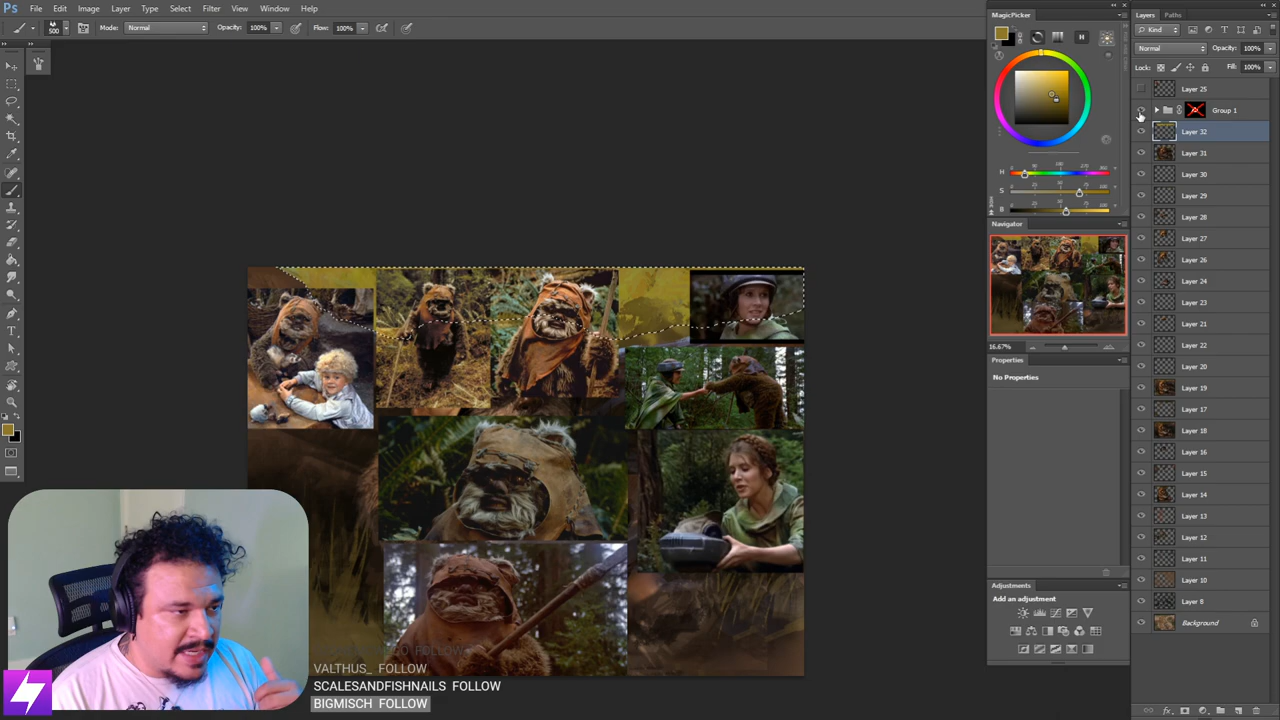 Ps File Edit Image Layer Type Select Filter View Window Help
500 Mode: Normal Opacity: 100% Flow: 100%
MagicPicker
H
H
S
B
Navigator
16.67%
Properties
No Properties
Adjustments
Add an adjustment
Layers Paths
Kind
Normal Opacity: 100%
Lock: Fill: 100%
Layer 25
Group 1
Layer 32
Layer 31
Layer 30
Layer 29
Layer 28
Layer 27
Layer 26
Layer 24
Layer 23
Layer 21
Layer 22
Layer 20
Layer 19
Layer 17
Layer 18
Layer 16
Layer 15
Layer 14
Layer 13
Layer 12
Layer 11
Layer 10
Layer 8
Background
FOLLOW
VALTHUS_ FOLLOW
SCALESANDFISHNAILS FOLLOW
BIGMISCH FOLLOW